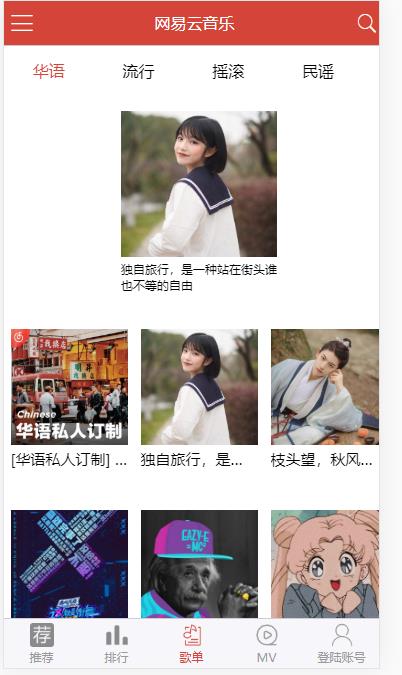 网易云音乐
华语
流行
摇滚
民谣
独自旅行，是一种站在街头谁
也不等的自由
Chinese
华语私人订制
[华语私人订制] ...
独自旅行，是...
枝头望，秋风...
EAZY-E
=MC²
荐
推荐
排行
歌单
MV
登陆账号